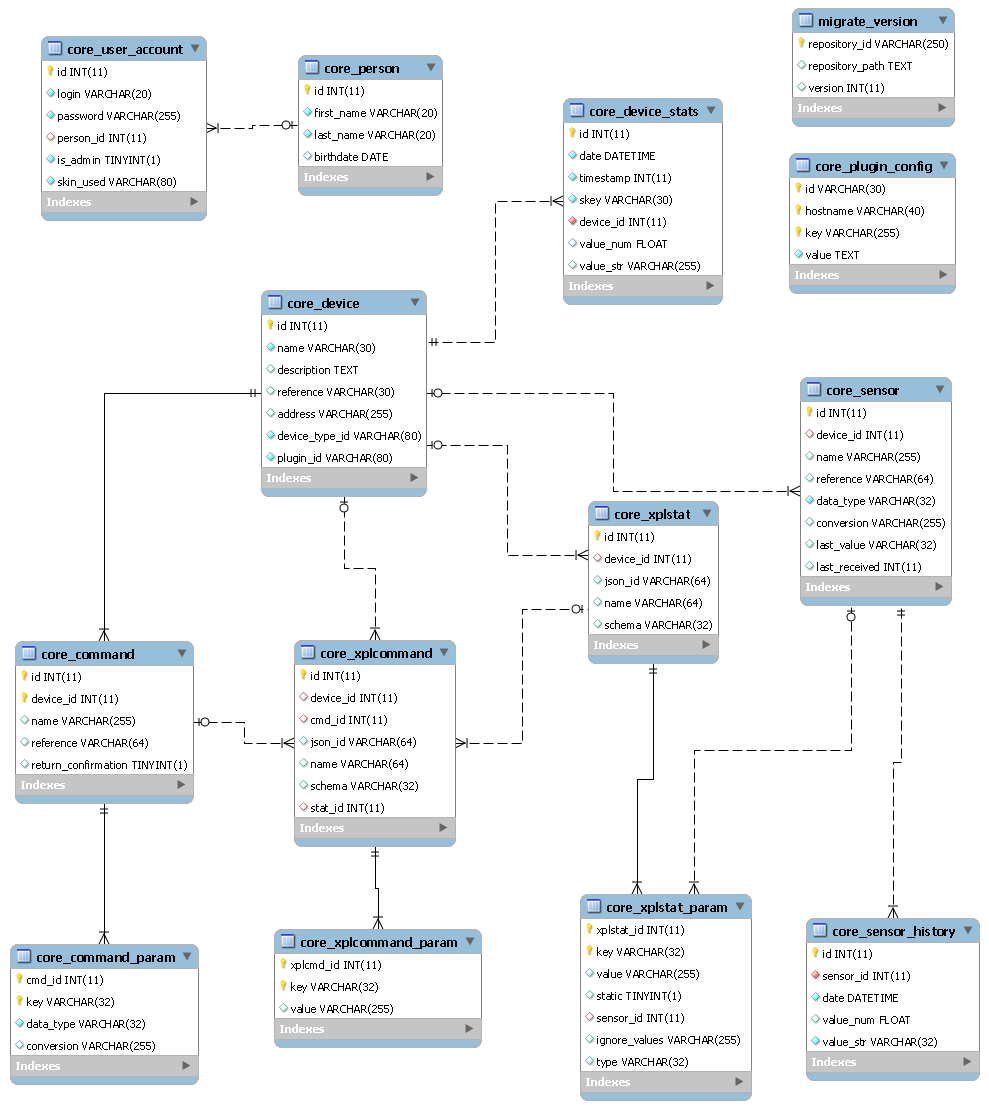 core_user_account
id INT(11)
login VARCHAR(20)
password VARCHAR(255)
person_id INT(11)
is_admin TINYINT(1)
skin_used VARCHAR(80)
Indexes
core_person
id INT(11)
first_name VARCHAR(20)
last_name VARCHAR(20)
birthdate DATE
Indexes
core_device_stats
id INT(11)
date DATETIME
timestamp INT(11)
skey VARCHAR(30)
device_id INT(11)
value_num FLOAT
value_str VARCHAR(255)
Indexes
migrate_version
repository_id VARCHAR(250)
repository_path TEXT
version INT(11)
Indexes
core_plugin_config
id VARCHAR(30)
hostname VARCHAR(40)
key VARCHAR(255)
value TEXT
Indexes
core_device
id INT(11)
name VARCHAR(30)
description TEXT
reference VARCHAR(30)
address VARCHAR(255)
device_type_id VARCHAR(80)
plugin_id VARCHAR(80)
Indexes
core_sensor
id INT(11)
device_id INT(11)
name VARCHAR(255)
reference VARCHAR(64)
data_type VARCHAR(32)
conversion VARCHAR(255)
last_value VARCHAR(32)
last_received INT(11)
Indexes
core_xplstat
id INT(11)
device_id INT(11)
json_id VARCHAR(64)
name VARCHAR(64)
schema VARCHAR(32)
Indexes
core_command
id INT(11)
device_id INT(11)
name VARCHAR(255)
reference VARCHAR(64)
return_confirmation TINYINT(1)
Indexes
core_xplcommand
id INT(11)
device_id INT(11)
cmd_id INT(11)
json_id VARCHAR(64)
name VARCHAR(64)
schema VARCHAR(32)
stat_id INT(11)
Indexes
core_command_param
cmd_id INT(11)
key VARCHAR(32)
data_type VARCHAR(32)
conversion VARCHAR(255)
Indexes
core_xplcommand_param
xplcmd_id INT(11)
key VARCHAR(32)
value VARCHAR(255)
Indexes
core_xplstat_param
xplstat_id INT(11)
key VARCHAR(32)
value VARCHAR(255)
static TINYINT(1)
sensor_id INT(11)
ignore_values VARCHAR(255)
type VARCHAR(32)
Indexes
core_sensor_history
id INT(11)
sensor_id INT(11)
date DATETIME
value_num FLOAT
value_str VARCHAR(32)
Indexes